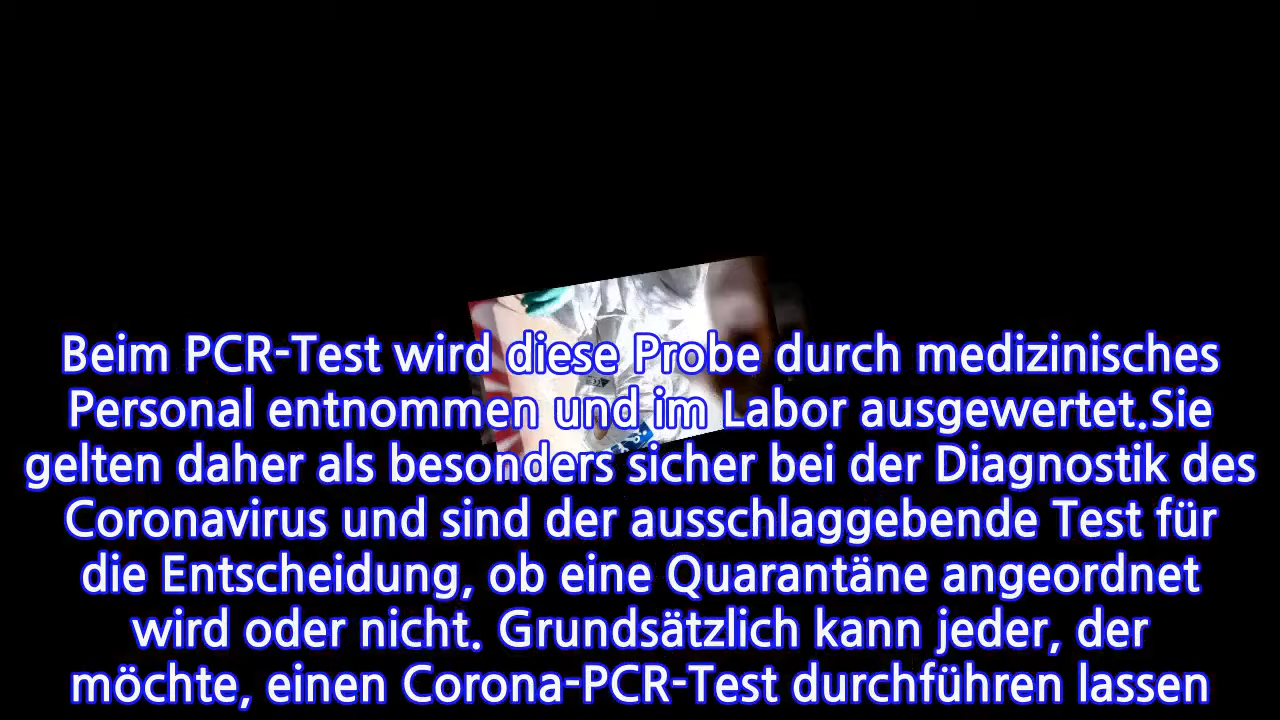 Beim PCR-Test wird diese Probe durch medizinisches
Personal entnommen und im Labor ausgewertet.Sie
gelten daher als besonders sicher bei der Diagnostik des
Coronavirus und sind der ausschlaggebende Test für
die Entscheidung, ob eine Quarantäne angeordnet
wird oder nicht. Grundsätzlich kann jeder, der
möchte, einen Corona-PCR-Test durchführen lassen